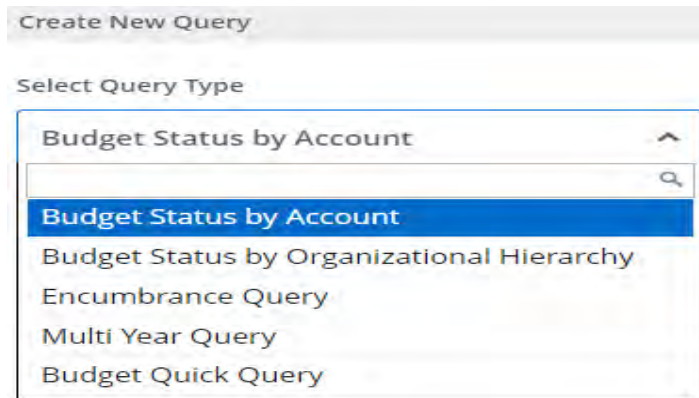 Create New Query
Select Query Type
Budget Status by Account
Budget Status by Account
Budget Status by Organizational Hierarchy
Encumbrance Query
Multi Year Query
Budget Quick Query